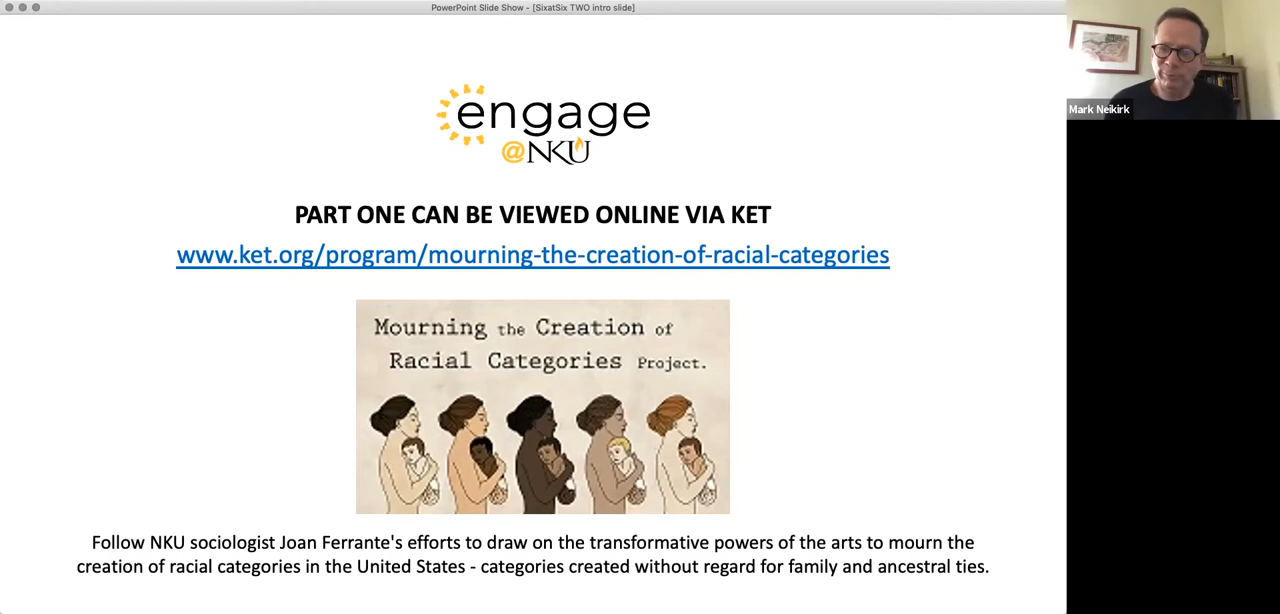 PowerPoint Slide Show - [SixatSix TWO intro slide]
Mark Neikirk
engage
@NKU
PART ONE CAN BE VIEWED ONLINE VIA KET
www.ket.org/program/mourning-the-creation-of-racial-categories
Mourning the Creation of
Racial Categories Project.
Follow NKU sociologist Joan Ferrante's efforts to draw on the transformative powers of the arts to mourn the
creation of racial categories in the United States - categories created without regard for family and ancestral ties.